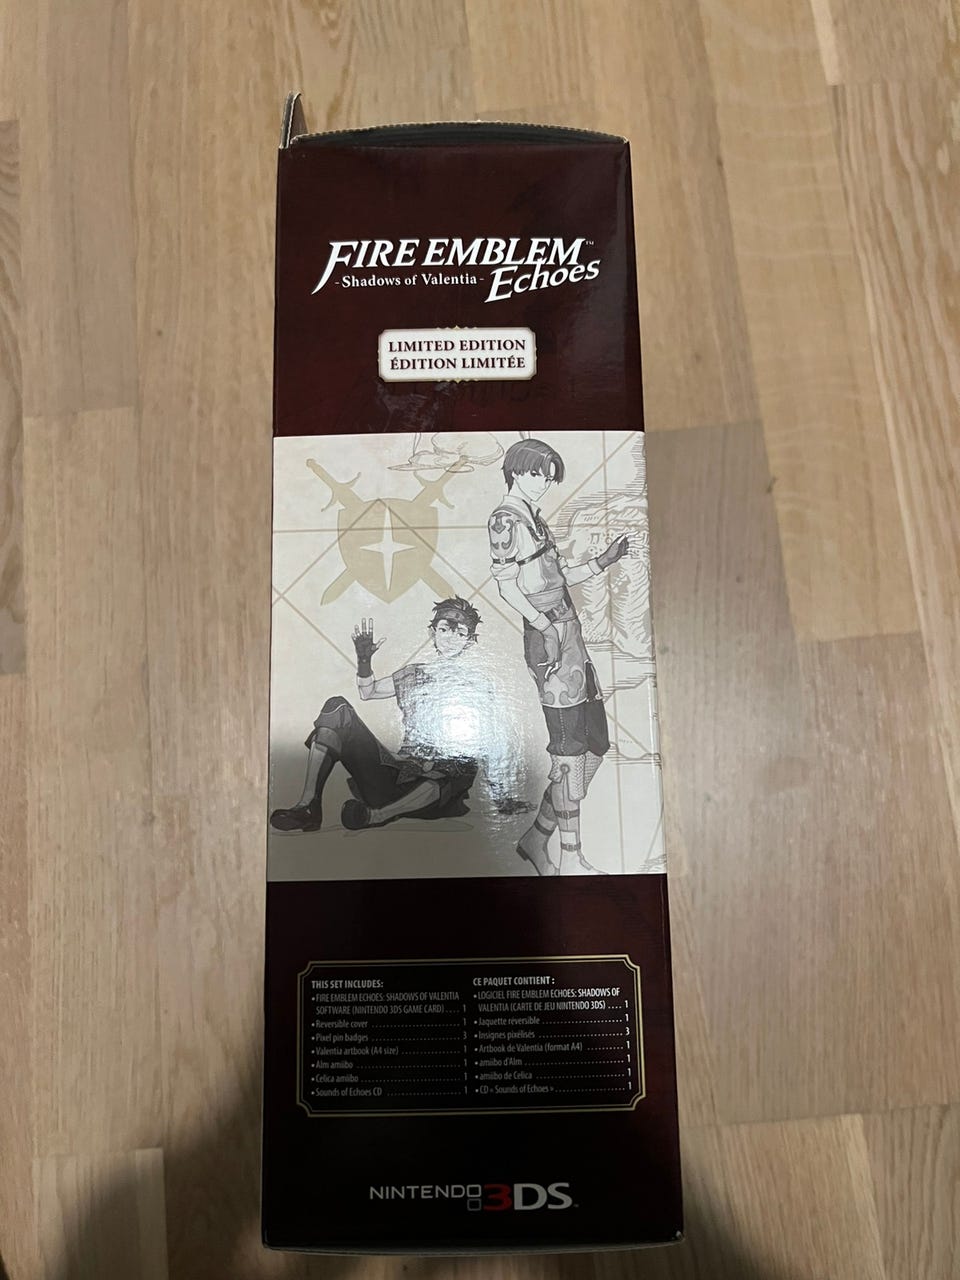 FIRE EMBLEM™
- Shadows of Valentia - Echoes
LIMITED EDITION
ÉDITION LIMITÉE
THIS SET INCLUDES:
• FIRE EMBLEM ECHOES: SHADOWS OF VALENTIA
SOFTWARE (NINTENDO 3DS GAME CARD) .... 1
• Reversible cover ........................ 1
• Pixel pin badges ........................ 3
• Valentia artbook (A4 size) ................ 1
• Alm amiibo ........................... 1
• Celica amiibo .......................... 1
• Sounds of Echoes CD .................... 1
CE PAQUET CONTIENT :
• LOGICIEL FIRE EMBLEM ECHOES: SHADOWS OF
VALENTIA (CARTE DE JEU NINTENDO 3DS) .... 1
• Jaquette réversible ...................... 1
• Insignes pixélisés ....................... 3
• Artbook de Valentia (format A4) .......... 1
• amiibo d'Alm .......................... 1
• amiibo de Celica ........................ 1
• CD « Sounds of Echoes » .................. 1
NINTENDO 3DS™